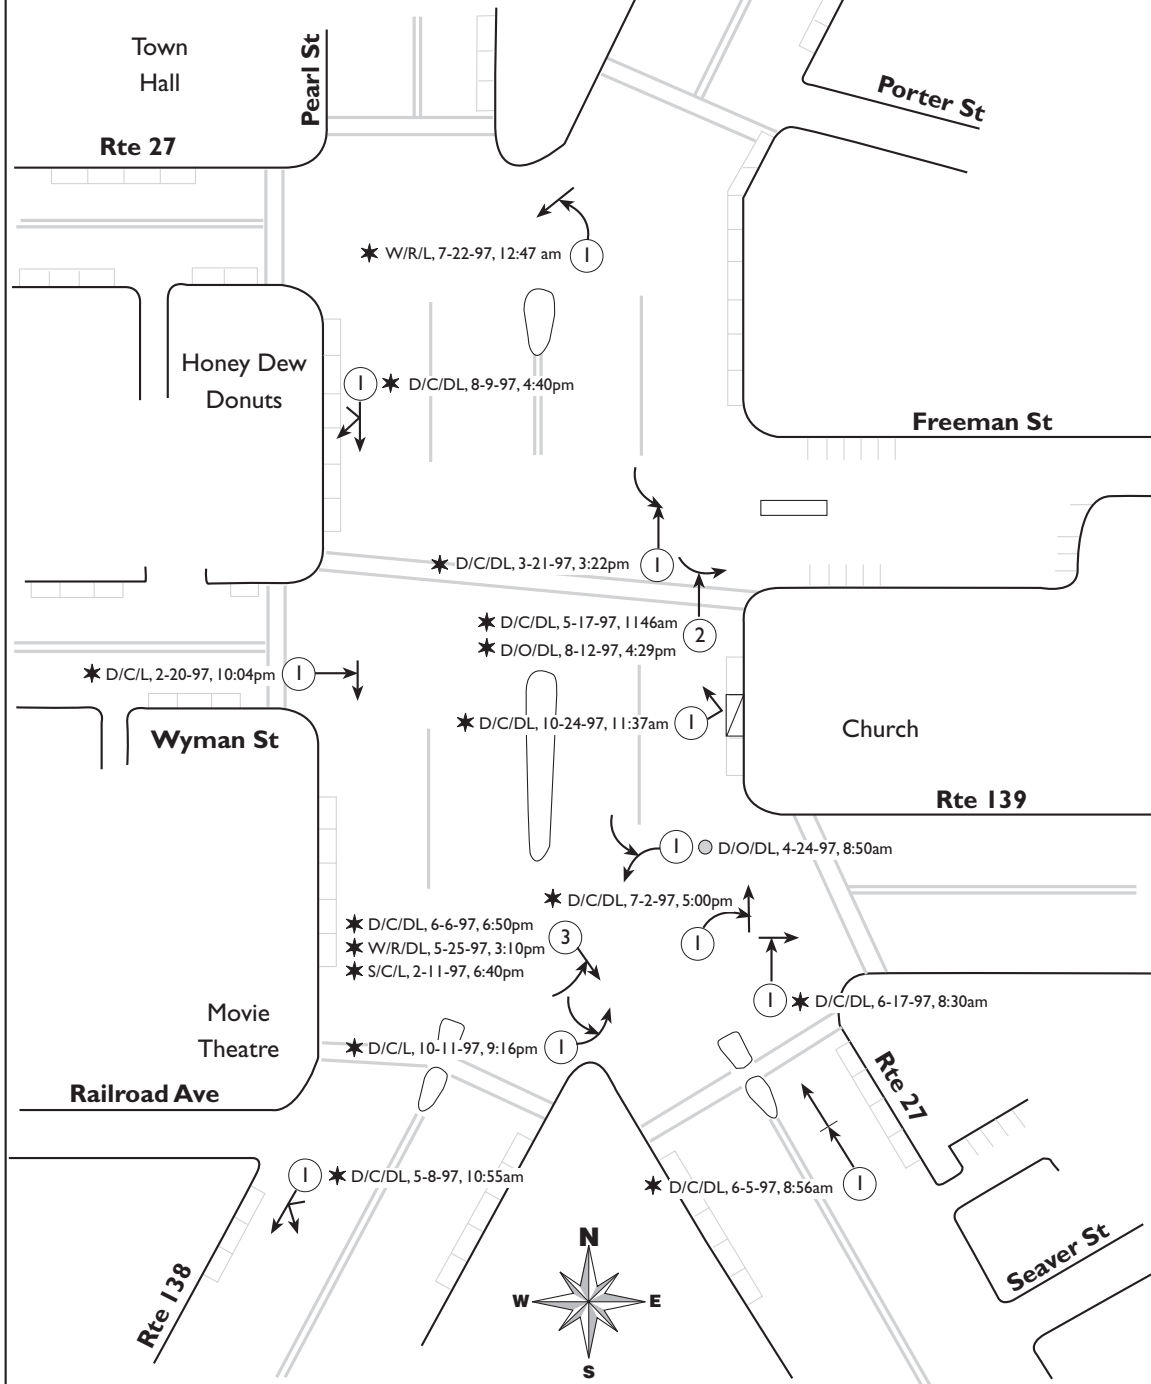 Town
Hall
Pearl St
Porter St
Rte 27
W/R/L, 7-22-97, 12:47 am
1
Honey Dew
Donuts
1
D/C/DL, 8-9-97, 4:40pm
Freeman St
D/C/DL, 3-21-97, 3:22pm
1
D/C/DL, 5-17-97, 1146am
D/O/DL, 8-12-97, 4:29pm
2
D/C/L, 2-20-97, 10:04pm
1
D/C/DL, 10-24-97, 11:37am
1
Church
Wyman St
Rte 139
1
D/O/DL, 4-24-97, 8:50am
D/C/DL, 7-2-97, 5:00pm
1
D/C/DL, 6-6-97, 6:50pm
W/R/DL, 5-25-97, 3:10pm
S/C/L, 2-11-97, 6:40pm
3
1
D/C/DL, 6-17-97, 8:30am
Movie
Theatre
D/C/L, 10-11-97, 9:16pm
1
Railroad Ave
Rte 27
1
D/C/DL, 5-8-97, 10:55am
D/C/DL, 6-5-97, 8:56am
1
Rte 138
Seaver St
N
W
E
S